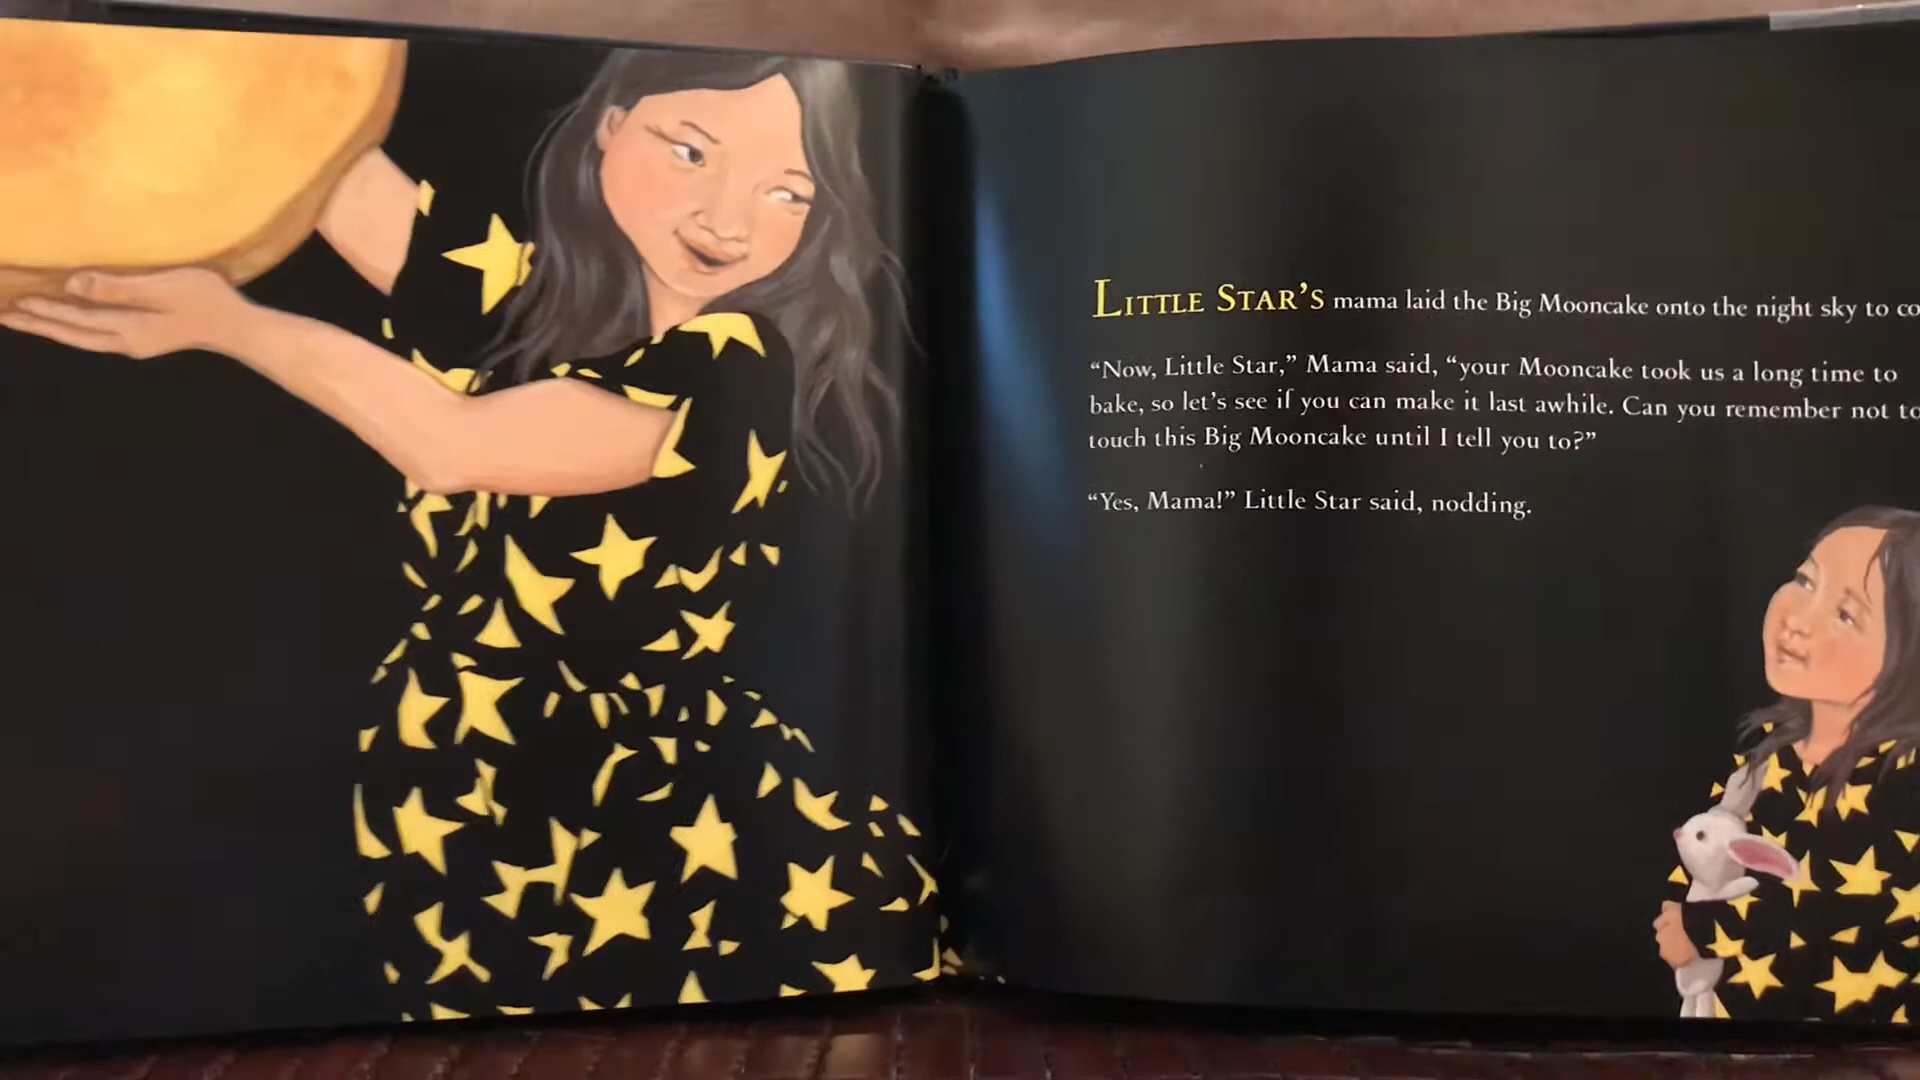 LITTLE STAR'S mama laid the Big Mooncake onto the night sky to
“Now, Little Star,” Mama said, “your Mooncake took us a long time to
bake, so let's see if you can make it last awhile. Can you remember not to
touch this Big Mooncake until I tell you to?”
“Yes, Mama!” Little Star said, nodding.